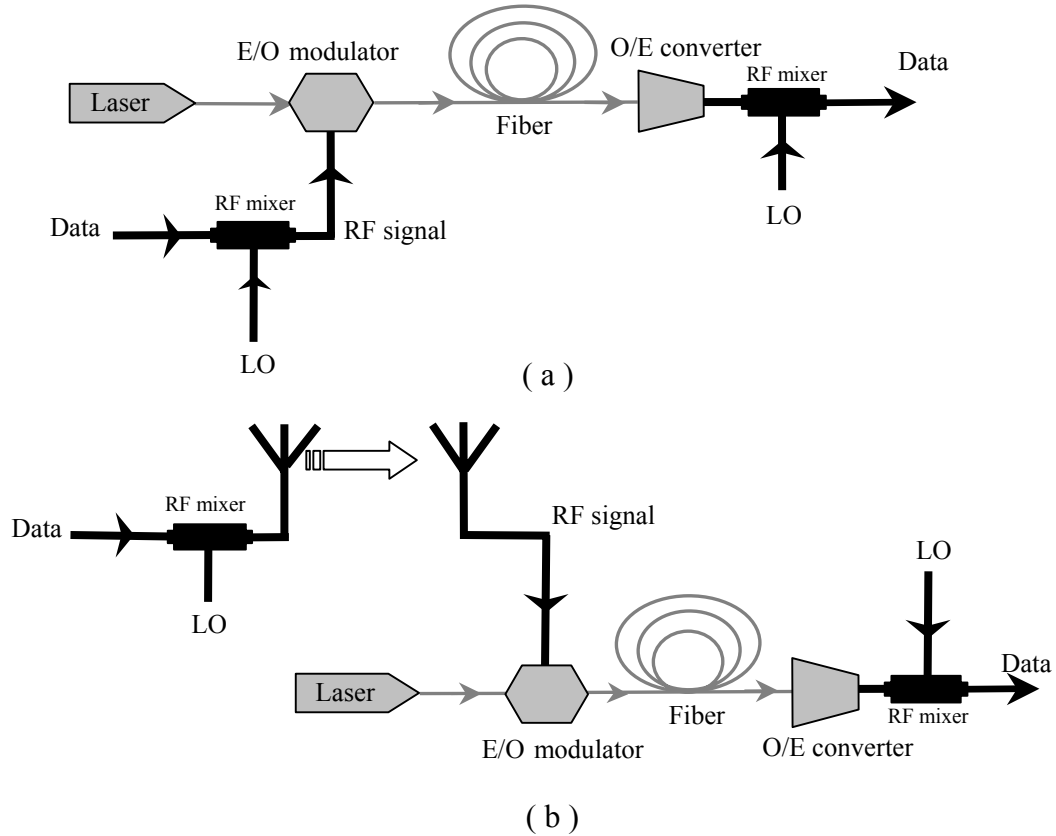 E/O modulator
O/E converter
Data
RF mixer
Laser
Fiber
RF mixer
LO
Data
RF signal
LO
( a )
RF mixer
RF signal
Data
LO
LO
Laser
Data
Fiber
RF mixer
E/O modulator
O/E converter
( b )